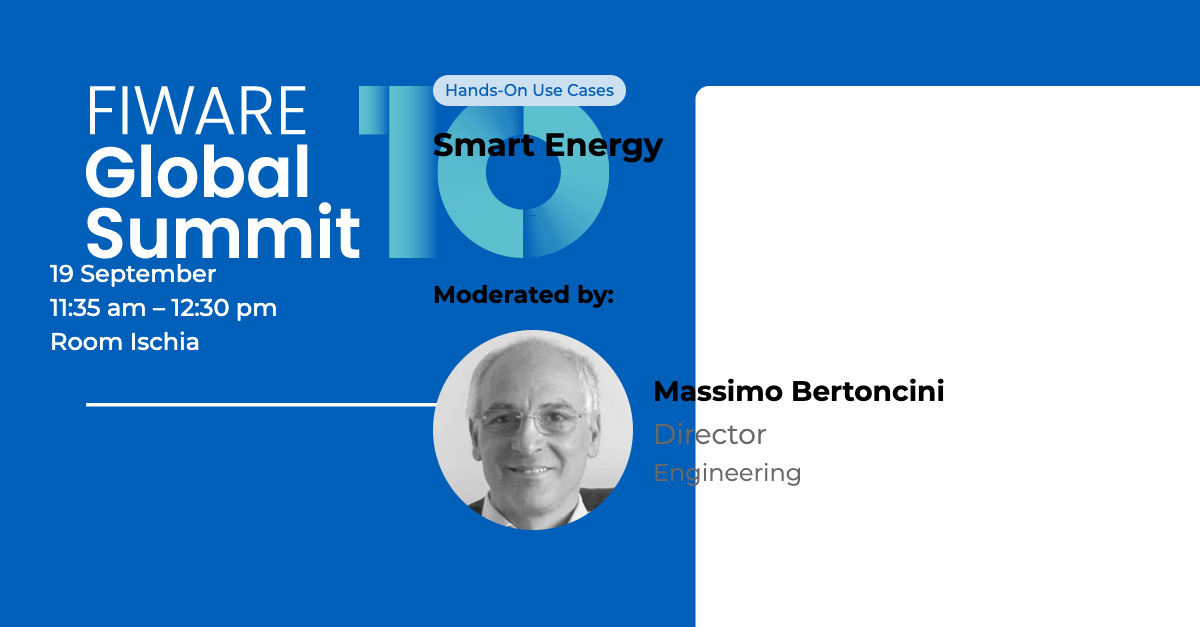 FIWARE
Global
Summit
10
19 September
11:35 am – 12:30 pm
Room Ischia
Hands-On Use Cases
Smart Energy
Moderated by:
Massimo Bertoncini
Director
Engineering